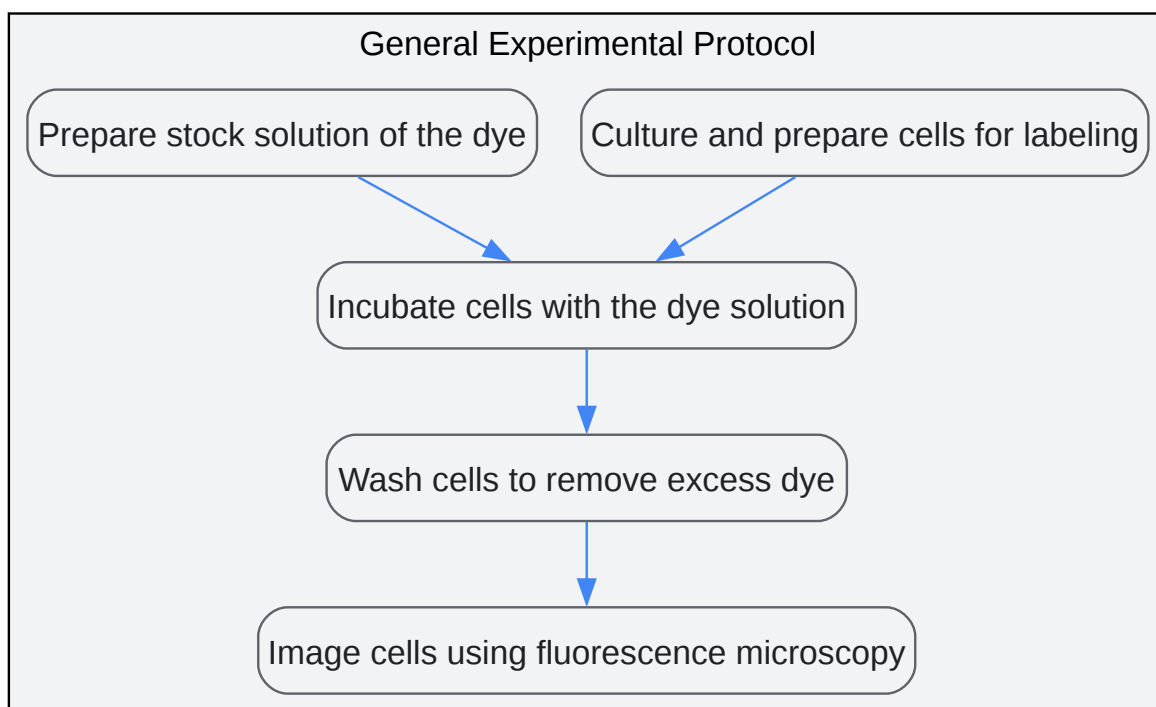 General Experimental Protocol
Prepare stock solution of the dye
Culture and prepare cells for labeling
Incubate cells with the dye solution
Wash cells to remove excess dye
Image cells using fluorescence microscopy